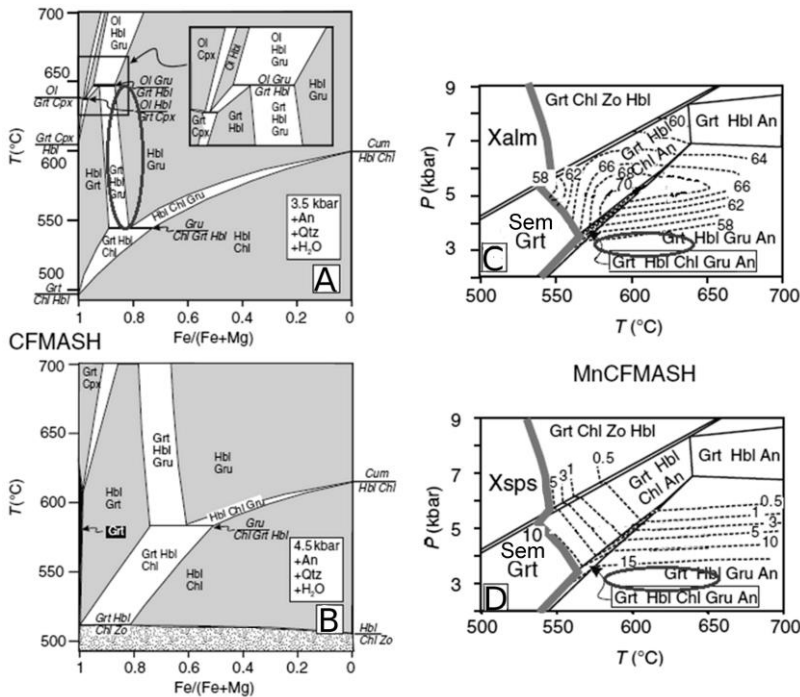 700
650
600
550
500
T(°C)
Ol
Hbl
Gru
Ol
Cpx
Ol Hbl
Ol
Hbl
Gru
Ol Gru
Grt Hbl
Hbl
Gru
Grt
Cpx
Grt
Hbl
Grt
Hbl
Gru
Ol
Grt Cpx
Ol Gru
Grt Hbl
Ol Hbl
Grt Cpx
Grt Cpx
Hbl
Hbl
Grt
Grt
Hbl
Gru
Hbl
Gru
Cum
Hbl Chl
Hbl Chl Gru
Gru
Chl Grt Hbl
Grt Hbl
Chl
Hbl
Chl
3.5 kbar
+An
+Qtz
+H2O
A
Grt
Chl Hbl
1 0.8 0.6 0.4 0.2 0
Fe/(Fe+Mg)
CFMASH
700
650
600
550
500
T(°C)
Grt
Cpx
Grt
Hbl
Gru
Hbl
Gru
Hbl
Grt
Cum
Hbl Chl
Hbl Chl Gru
Grt
Gru
Chl Grt Hbl
Grt Hbl
Chl
Hbl
Chl
4.5 kbar
+An
+Qtz
+H2O
B
Grt Hbl
Chl Zo
Hbl
Chl Zo
1 0.8 0.6 0.4 0.2 0
Fe/(Fe+Mg)
9
7
5
3
P (kbar)
Grt Chl Zo Hbl
Xalm
60
Grt Hbl
Chl An
Grt Hbl An
58
62
66
68
70
64
66
62
58
Sem
Grt
C
Grt Hbl Gru An
Grt Hbl Chl Gru An
500 550 600 650 700
T (°C)
MnCFMASH
9
7
5
3
P (kbar)
Grt Chl Zo Hbl
Xsps
5
3
1
0.5
Grt Hbl
Chl An
Grt Hbl An
0.5
1
3
5
10
10
15
Sem
Grt
D
Grt Hbl Gru An
Grt Hbl Chl Gru An
500 550 600 650 700
T (°C)